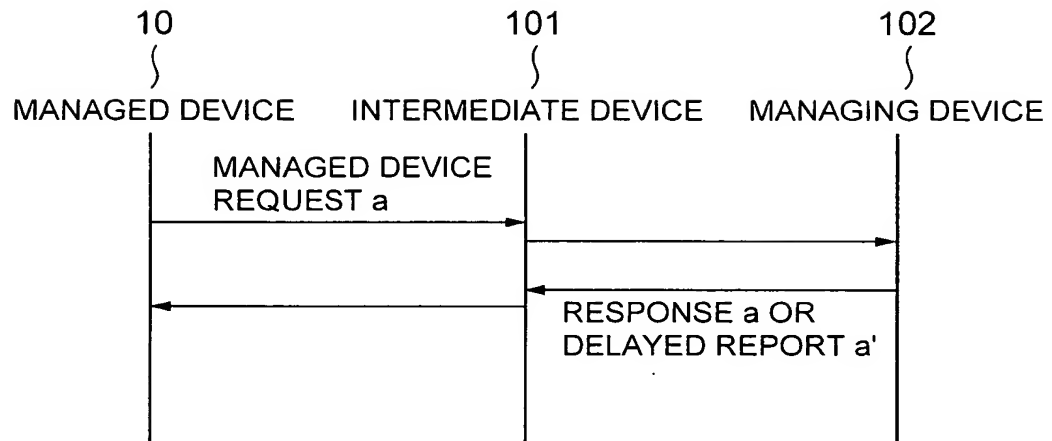 10 101 102
MANAGED DEVICE INTERMEDIATE DEVICE MANAGING DEVICE
MANAGED DEVICE
REQUEST a
RESPONSE a OR
DELAYED REPORT a'